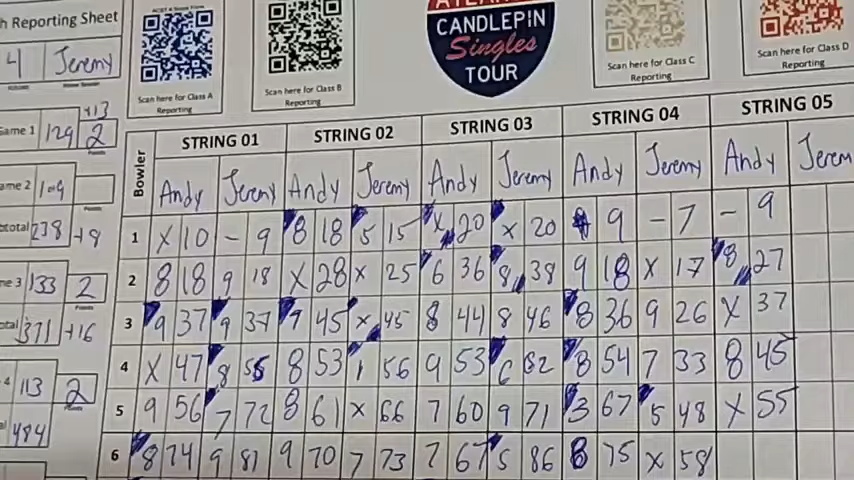 h Reporting Sheet
CANDLEPIN
Singles
TOUR
Scan here for Class A
Reporting
Scan here for Class B
Reporting
Scan here for Class C
Reporting
Scan here for Class D
Reporting
4 Jeremy
+13
Game 1 129 2
Game 2 109
238 +8
133 2
371 +16
113 2
484
Bowler
STRING 01 STRING 02 STRING 03 STRING 04 STRING 05
Andy Jeremy Andy Jeremy Andy Jeremy Andy Jeremy Andy Jerem
1 X 10 - 9 8 18 5 15 X 20 X 20 9 - 7 - 9
2 8 18 9 18 X 28 X 25 6 36 8 38 9 18 X 17 8 27
3 9 37 9 37 9 45 X 45 8 44 8 46 8 36 9 26 X 37
4 X 47 8 55 8 53 1 56 9 53 6 62 8 54 7 33 8 45
5 9 56 7 72 8 61 X 66 7 60 9 71 3 67 5 48 X 55
6 8 74 9 81 9 70 7 73 7 67 5 86 8 75 X 58